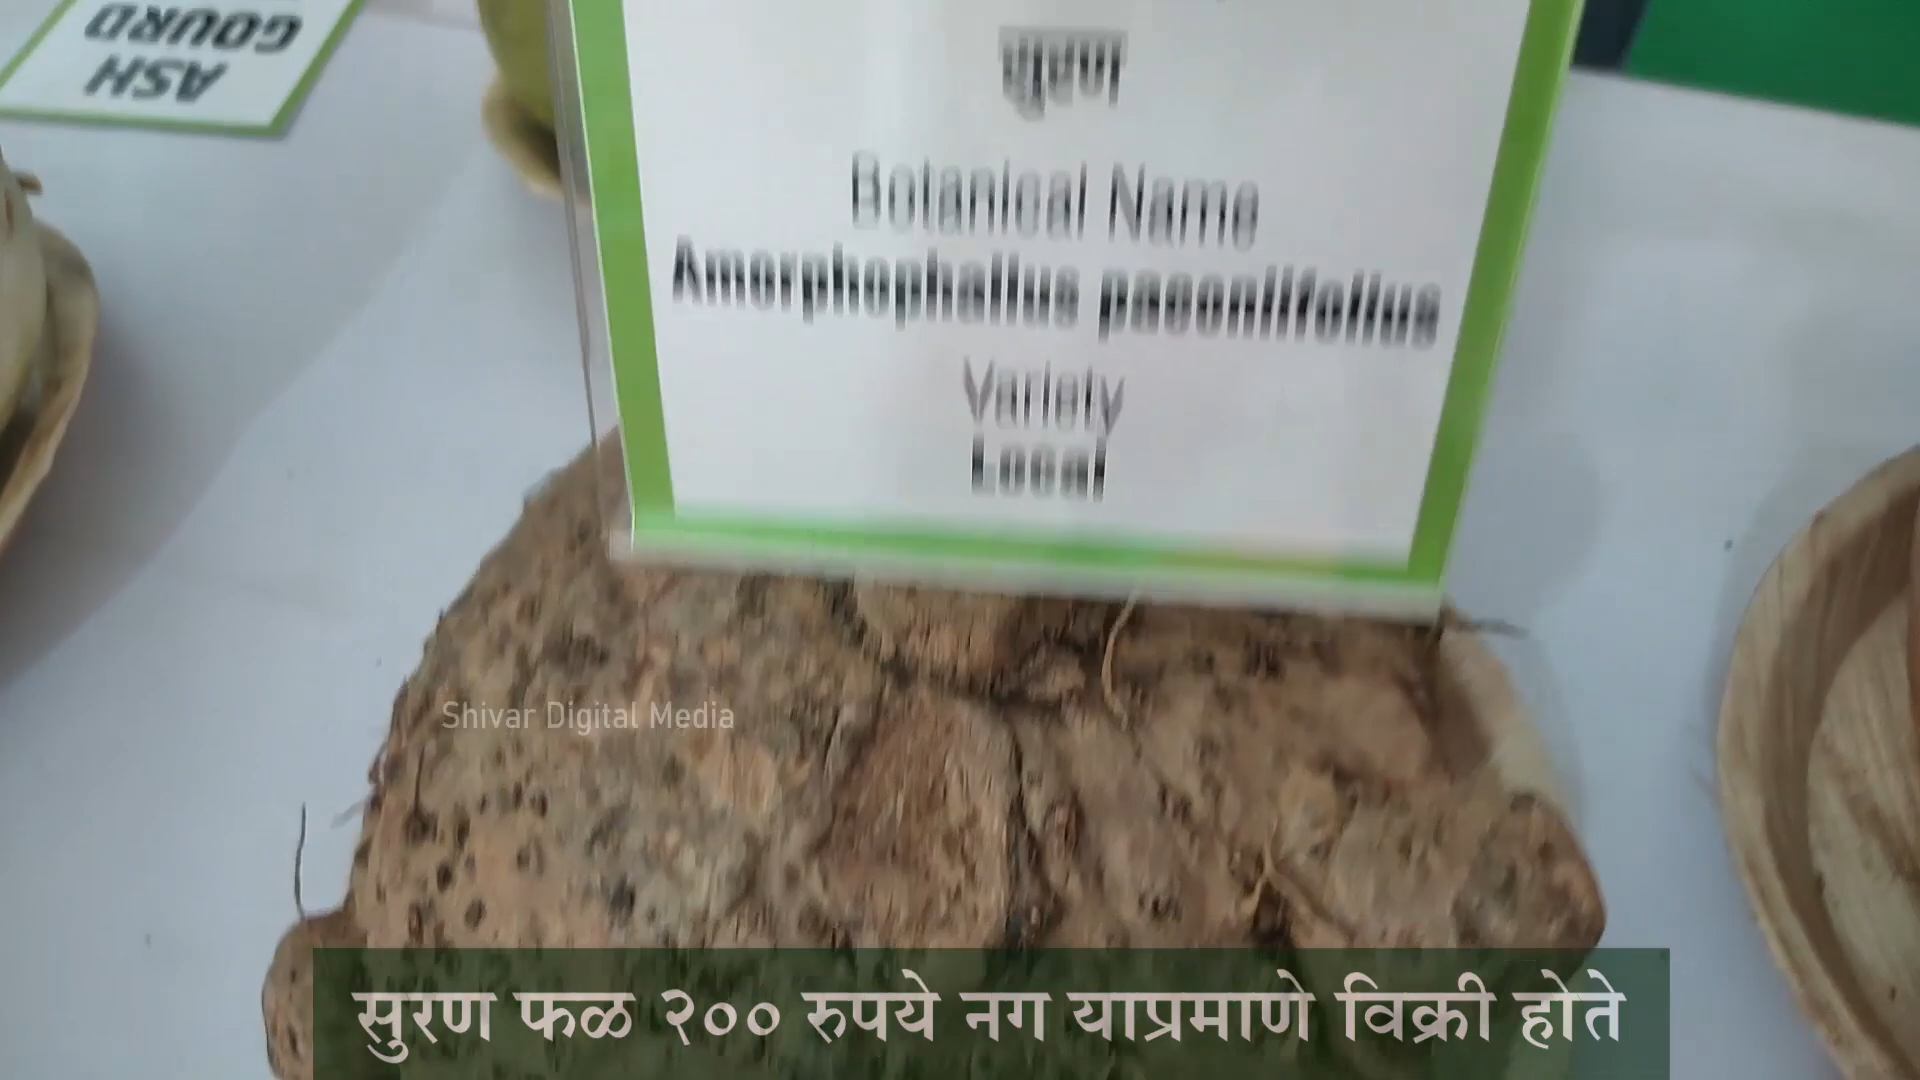 ASH
GOURD
Botanical Name
Amorphophallus paeoniifolius
Variety
Local
Shivar Digital Media
सुरण फळ २०० रुपये नग याप्रमाणे विक्री होते